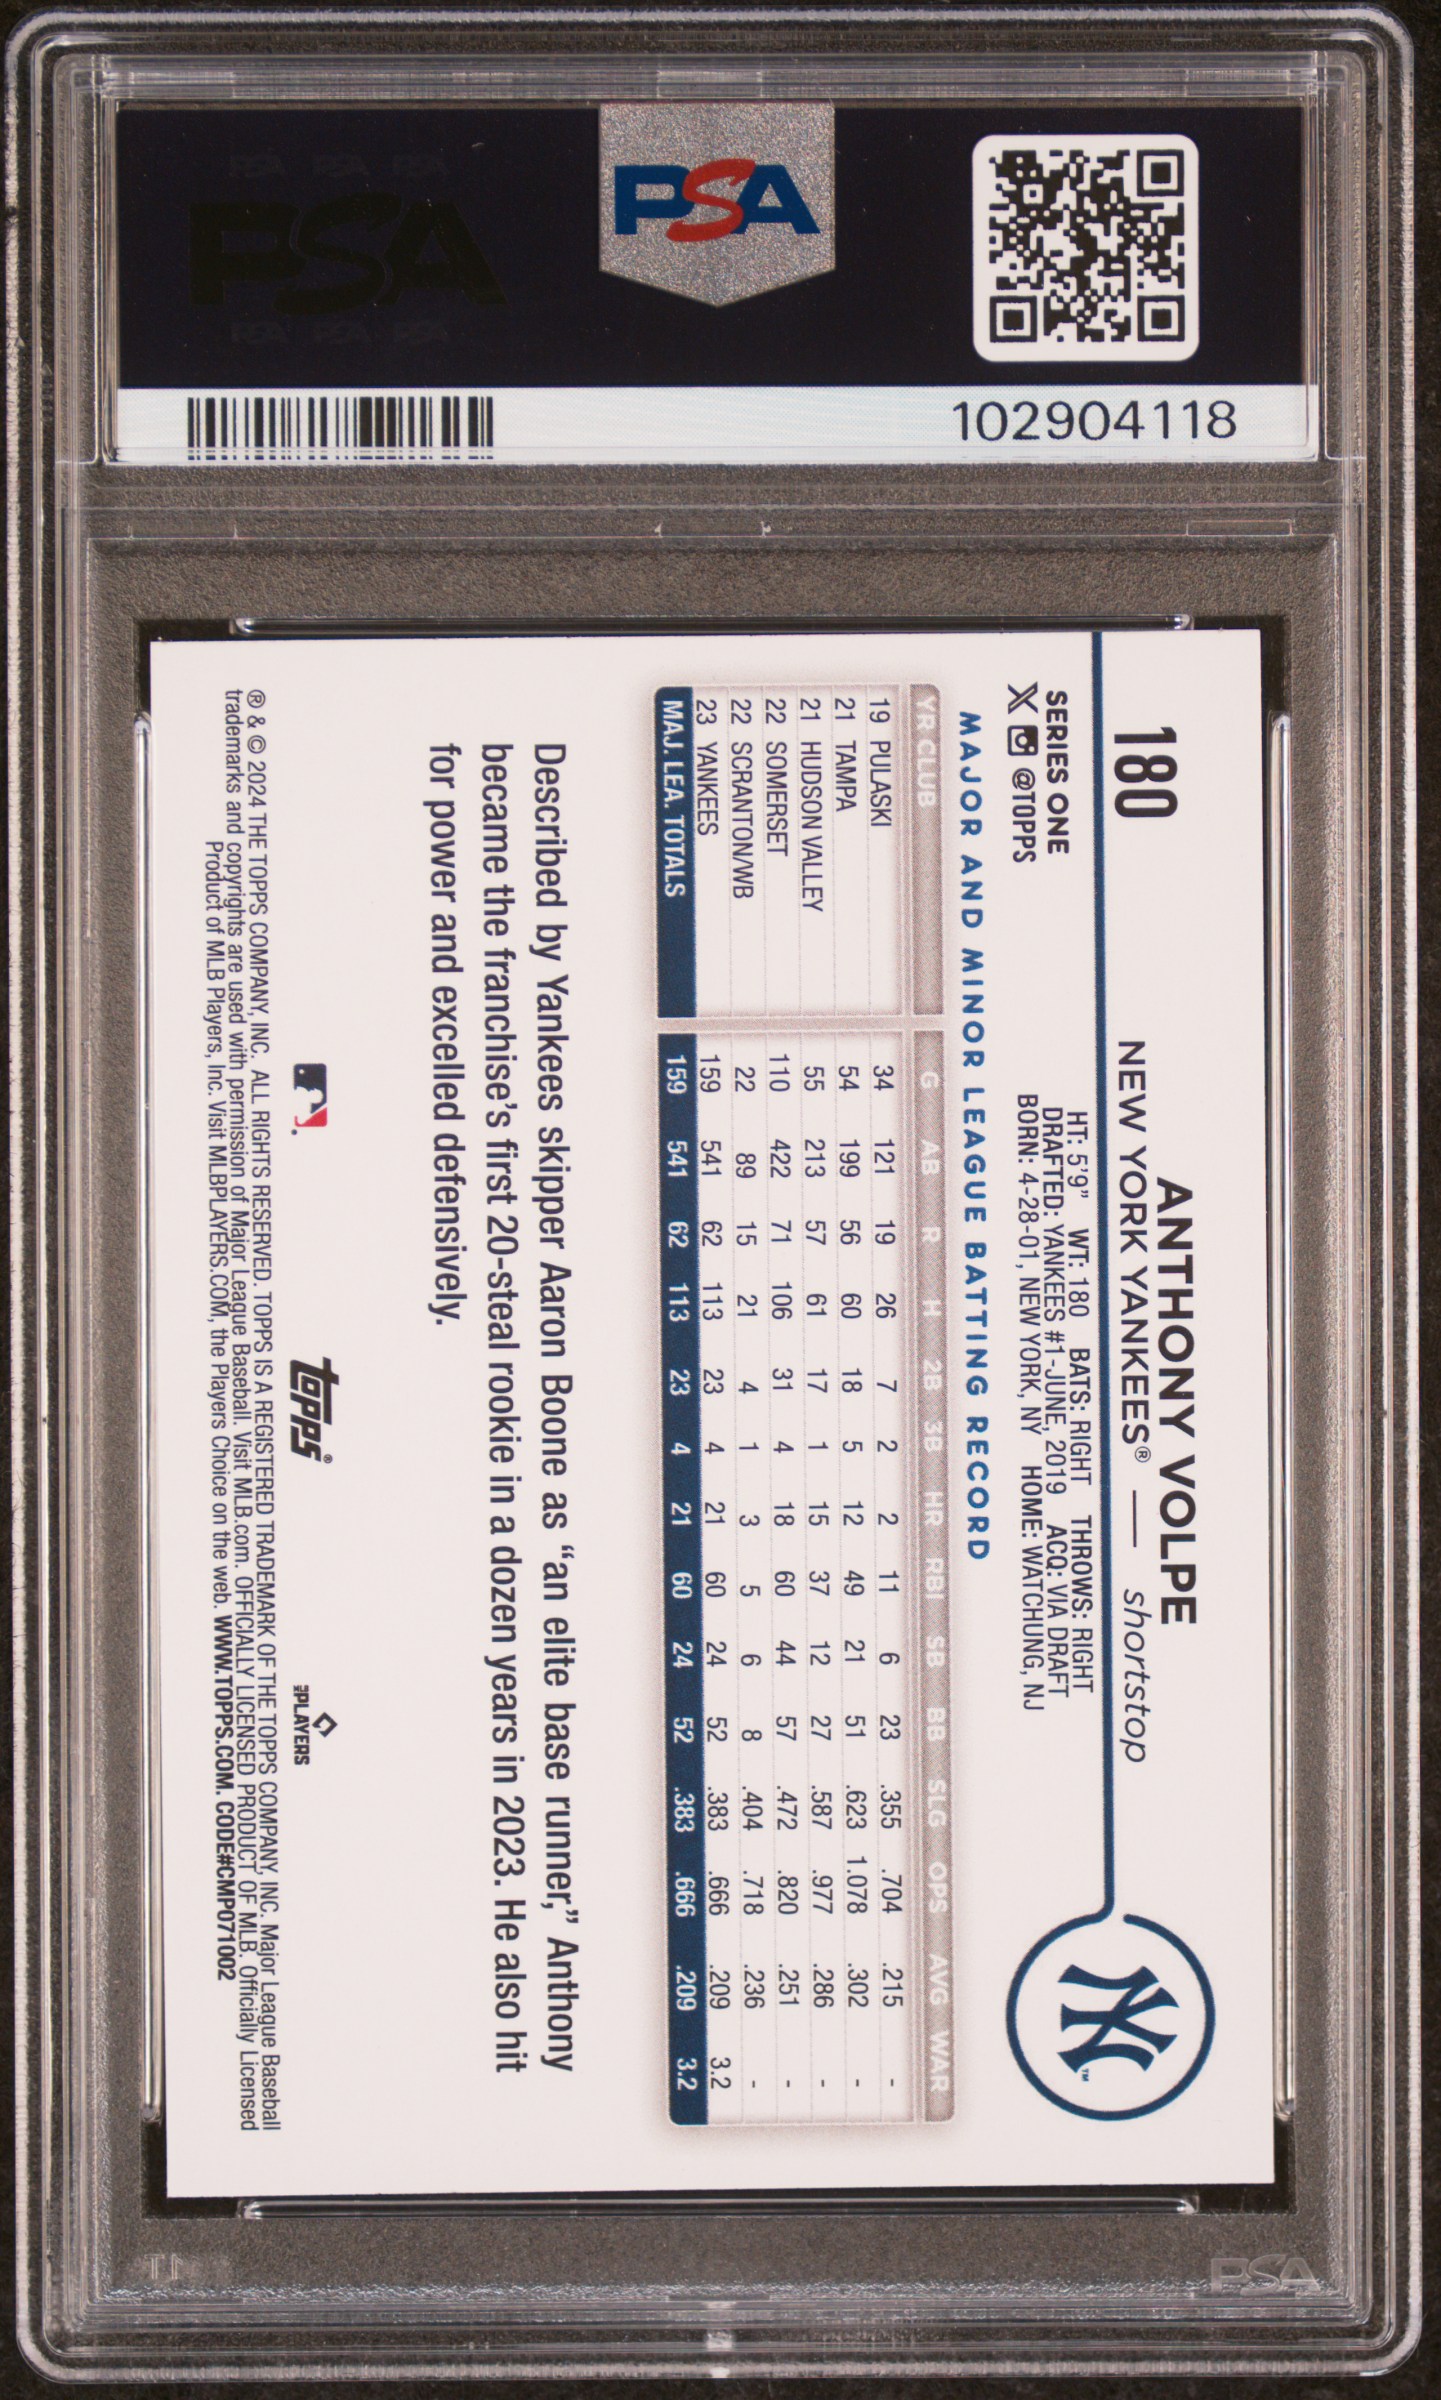 PSA
102904118
180
ANTHONY VOLPE
NEW YORK YANKEES® — shortstop
SERIES ONE
X @TOPPS
HT: 5'9" WT: 180 BATS: RIGHT THROWS: RIGHT
DRAFTED: YANKEES #1-JUNE, 2019 ACQ: VIA DRAFT
BORN: 4-28-01, NEW YORK, NY HOME: WATCHUNG, NJ
NY™
MAJOR AND MINOR LEAGUE BATTING RECORD
YR CLUB G AB R H 2B 3B HR RBI SB BB SLG OPS AVG WAR
19 PULASKI 34 121 19 26 7 2 2 11 6 23 .355 .704 .215 -
21 TAMPA 54 199 56 60 18 5 12 49 21 51 .623 1.078 .302 -
21 HUDSON VALLEY 55 213 57 61 17 1 15 37 12 27 .587 .977 .286 -
22 SOMERSET 110 422 71 106 31 4 18 60 44 57 .472 .820 .251 -
22 SCRANTON/WB 22 89 15 21 4 1 3 5 6 8 .404 .718 .236 -
23 YANKEES 159 541 62 113 23 4 21 60 24 52 .383 .666 .209 3.2
MAJ. LEA. TOTALS 159 541 62 113 23 4 21 60 24 52 .383 .666 .209 3.2
Described by Yankees skipper Aaron Boone as “an elite base runner,” Anthony
became the franchise’s first 20-steal rookie in a dozen years in 2023. He also hit
for power and excelled defensively.
topps®
PLAYERS
® & © 2024 THE TOPPS COMPANY, INC. ALL RIGHTS RESERVED. TOPPS IS A REGISTERED TRADEMARK OF THE TOPPS COMPANY, INC. Major League Baseball
trademarks and copyrights are used with permission of Major League Baseball. Visit MLB.com. OFFICIALLY LICENSED PRODUCT OF MLB. Officially Licensed
Product of MLB Players, Inc. Visit MLBPLAYERS.COM, the Players Choice on the web. WWW.TOPPS.COM. CODE#CMP071002
PSA